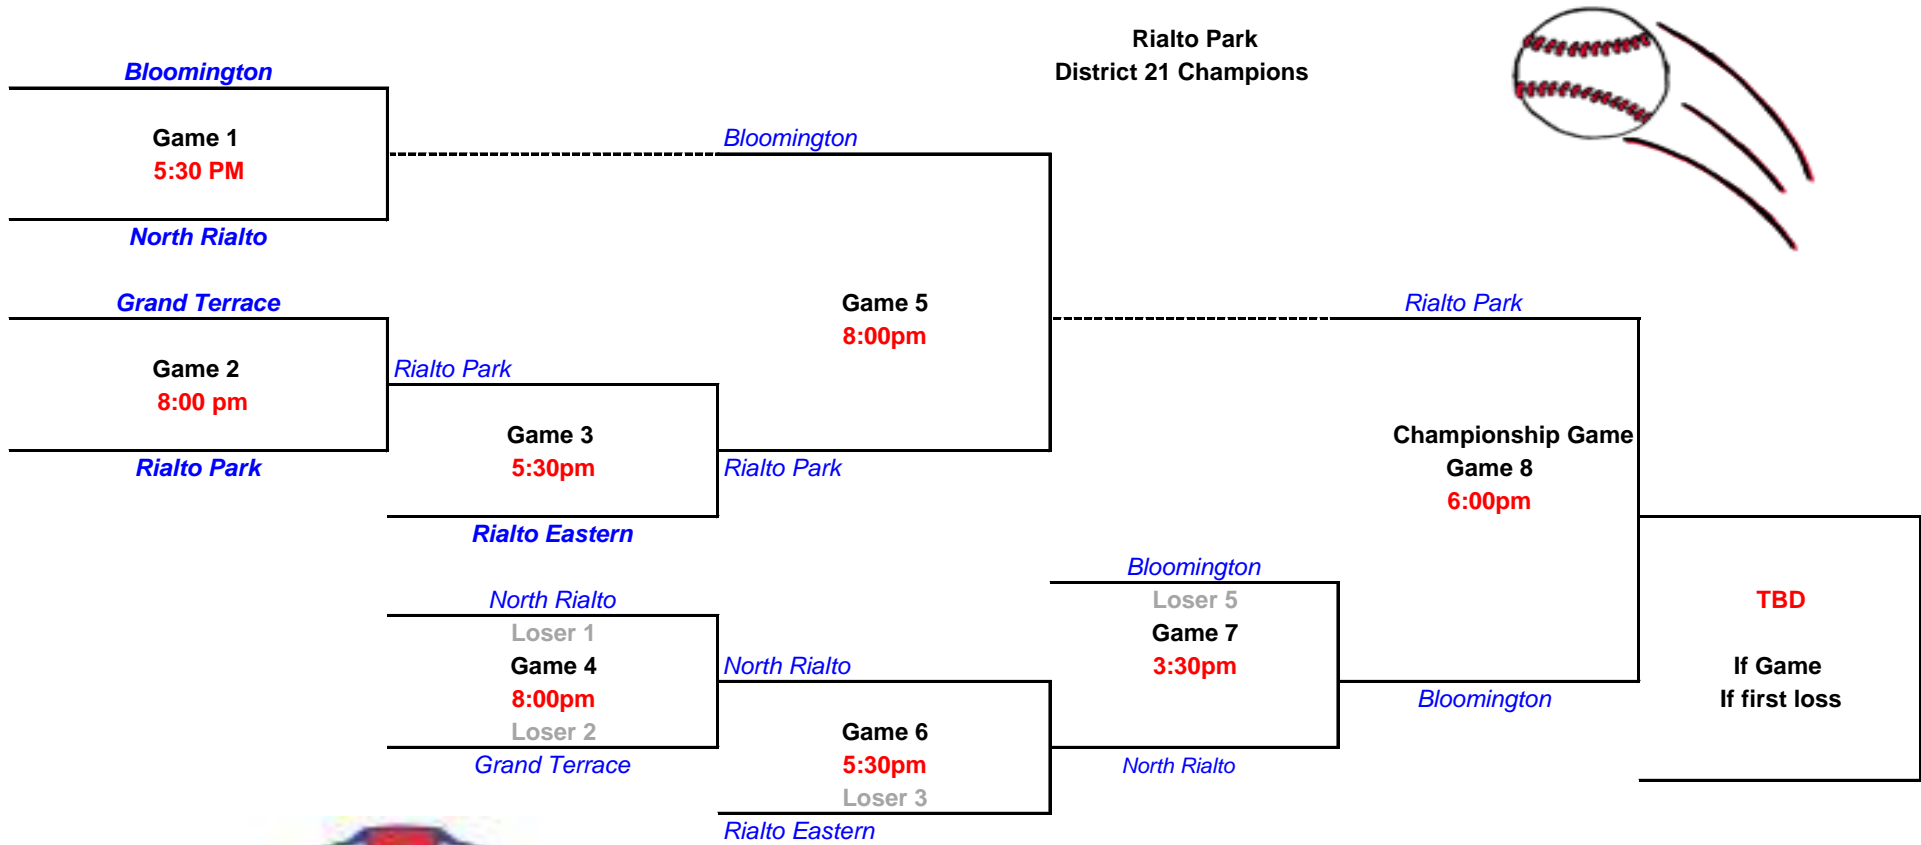 Rialto Park
District 21 Champions
Bloomington
Game 1
5:30 PM
North Rialto
Bloomington
Grand Terrace
Game 2
8:00 pm
Rialto Park
Rialto Park
Game 3
5:30pm
Rialto Eastern
Game 5
8:00pm
Rialto Park
Rialto Park
Championship Game
Game 8
6:00pm
North Rialto
Loser 1
Game 4
8:00pm
Loser 2
Grand Terrace
North Rialto
Game 6
5:30pm
Loser 3
Rialto Eastern
Bloomington
Loser 5
Game 7
3:30pm
North Rialto
Bloomington
TBD
If Game
If first loss